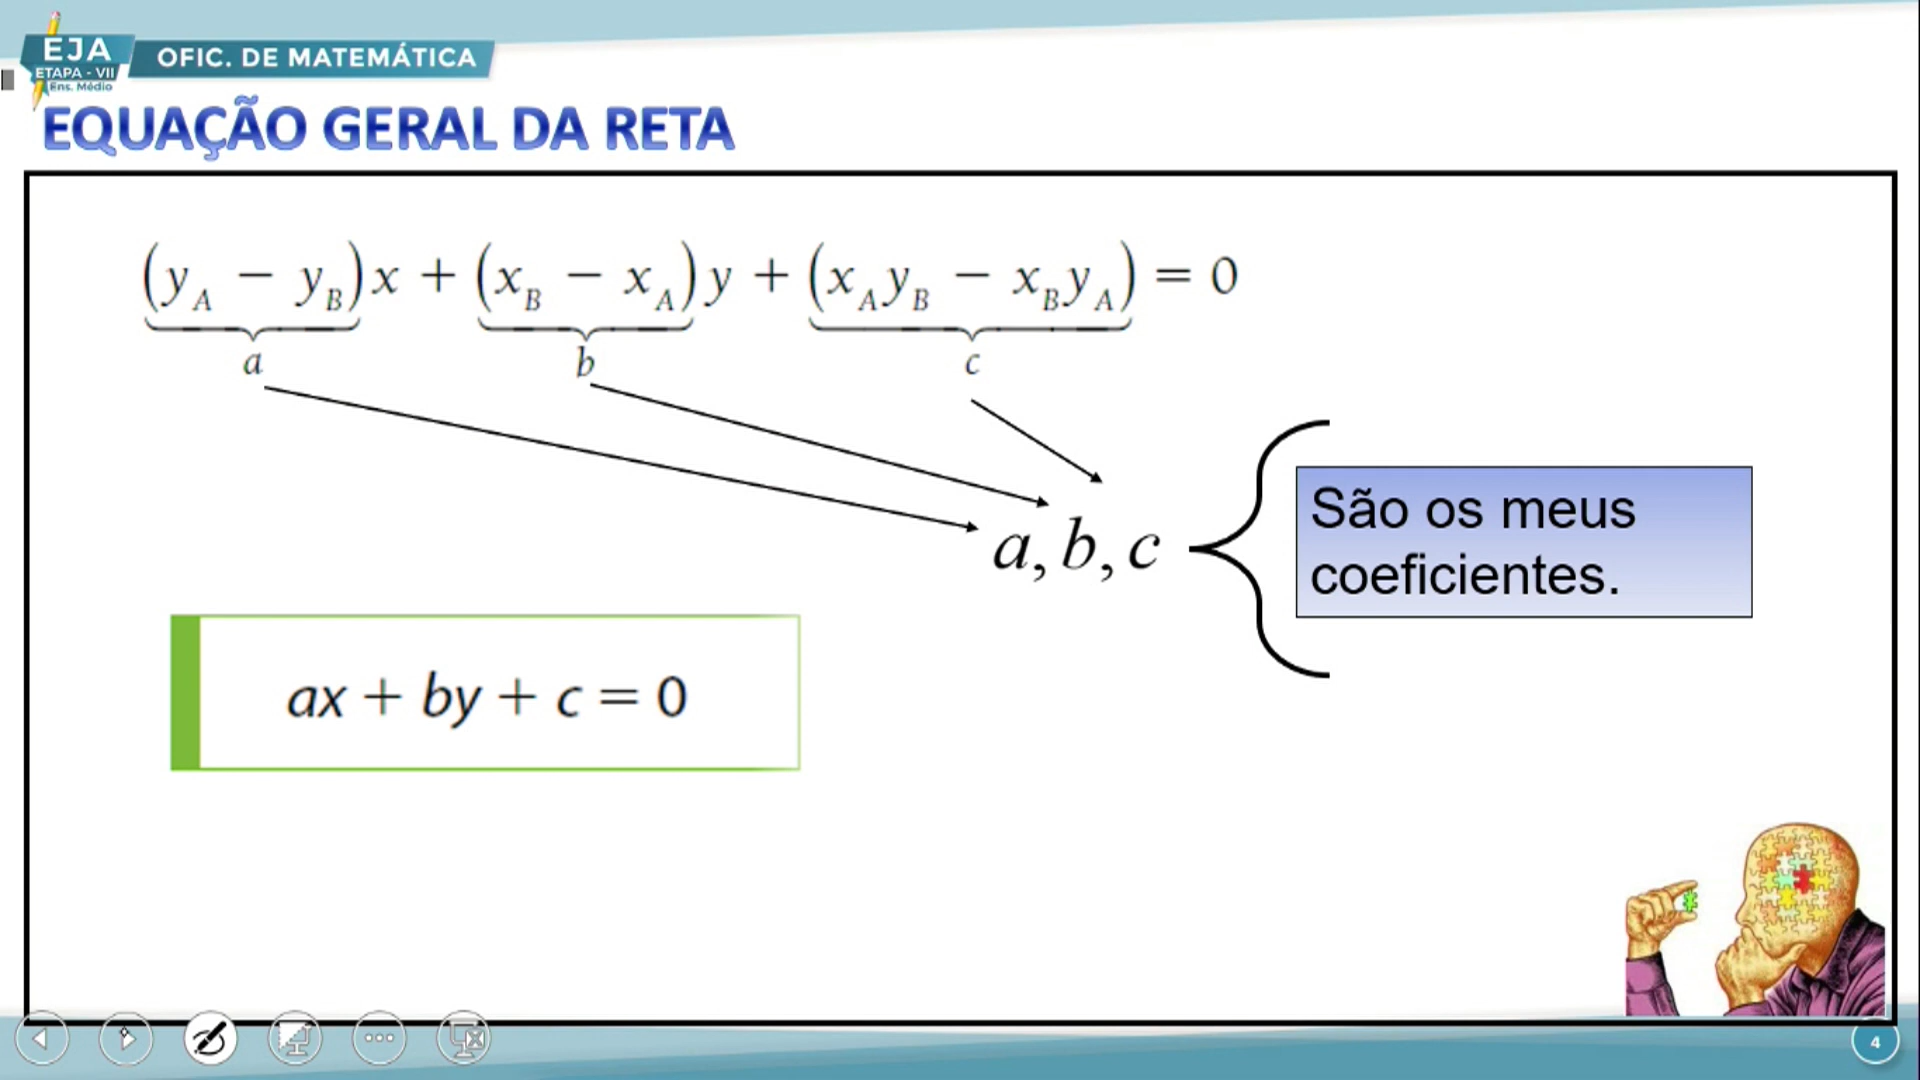 EJA
ETAPA - VII
Ens. Médio
OFIC. DE MATEMÁTICA
EQUAÇÃO GERAL DA RETA
(y_A − y_B)x + (x_B − x_A)y + (x_A y_B − x_B y_A) = 0
a b c
a, b, c
São os meus
coeficientes.
ax + by + c = 0
4